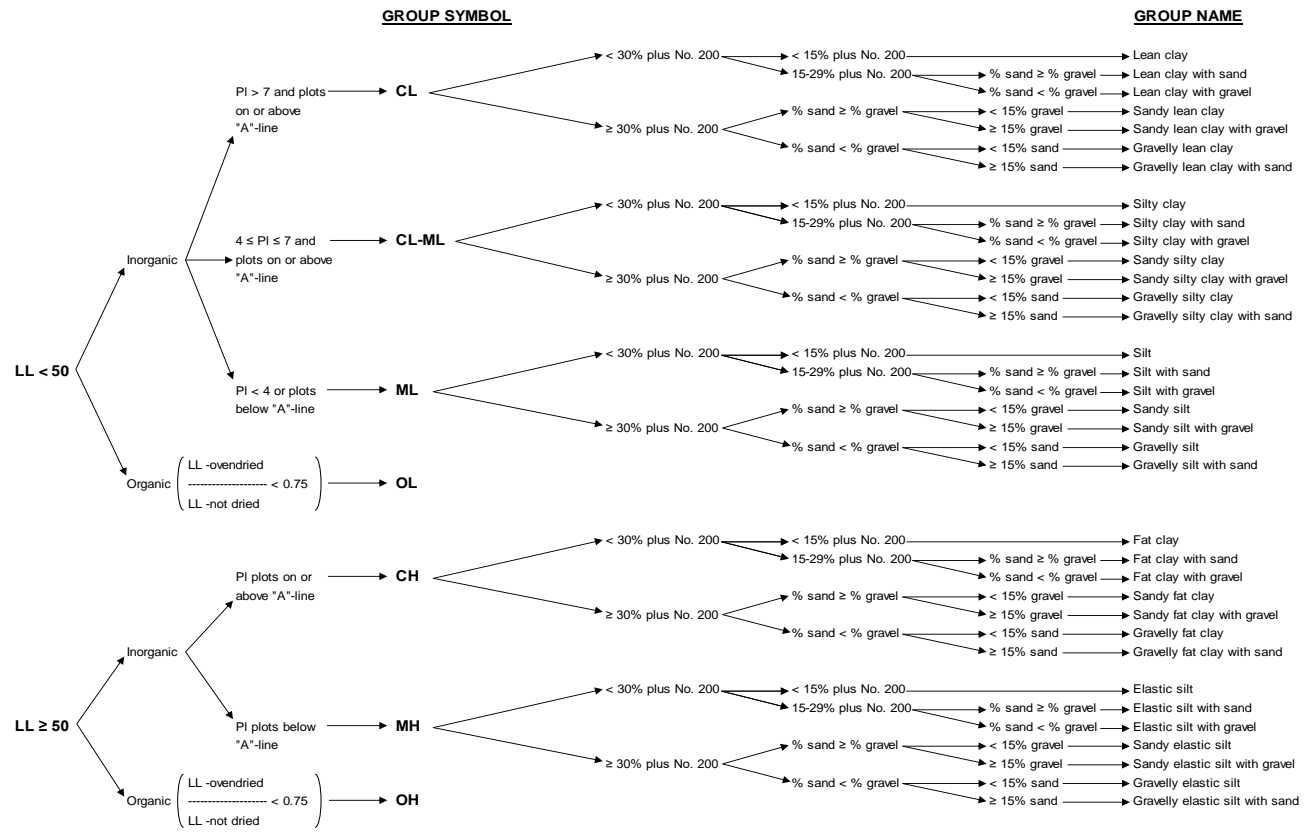 GROUP SYMBOL GROUP NAME
< 30% plus No. 200 < 15% plus No. 200 Lean clay
15-29% plus No. 200 % sand ≥ % gravel Lean clay with sand
PI > 7 and plots CL % sand < % gravel Lean clay with gravel
on or above % sand ≥ % gravel < 15% gravel Sandy lean clay
"A"-line ≥ 30% plus No. 200 ≥ 15% gravel Sandy lean clay with gravel
% sand < % gravel < 15% sand Gravelly lean clay
≥ 15% sand Gravelly lean clay with sand
< 30% plus No. 200 < 15% plus No. 200 Silty clay
15-29% plus No. 200 % sand ≥ % gravel Silty clay with sand
4 ≤ PI ≤ 7 and CL-ML % sand < % gravel Silty clay with gravel
Inorganic plots on or above % sand ≥ % gravel < 15% gravel Sandy silty clay
"A"-line ≥ 30% plus No. 200 ≥ 15% gravel Sandy silty clay with gravel
% sand < % gravel < 15% sand Gravelly silty clay
≥ 15% sand Gravelly silty clay with sand
< 30% plus No. 200 < 15% plus No. 200 Silt
LL < 50 15-29% plus No. 200 % sand ≥ % gravel Silt with sand
PI < 4 or plots ML % sand < % gravel Silt with gravel
below "A"-line % sand ≥ % gravel < 15% gravel Sandy silt
≥ 30% plus No. 200 ≥ 15% gravel Sandy silt with gravel
% sand < % gravel < 15% sand Gravelly silt
LL -ovendried ≥ 15% sand Gravelly silt with sand
Organic -------------------- < 0.75 OL
LL -not dried
< 30% plus No. 200 < 15% plus No. 200 Fat clay
15-29% plus No. 200 % sand ≥ % gravel Fat clay with sand
PI plots on or CH % sand < % gravel Fat clay with gravel
above "A"-line % sand ≥ % gravel < 15% gravel Sandy fat clay
≥ 30% plus No. 200 ≥ 15% gravel Sandy fat clay with gravel
% sand < % gravel < 15% sand Gravelly fat clay
Inorganic ≥ 15% sand Gravelly fat clay with sand
< 30% plus No. 200 < 15% plus No. 200 Elastic silt
15-29% plus No. 200 % sand ≥ % gravel Elastic silt with sand
LL ≥ 50 PI plots below MH % sand < % gravel Elastic silt with gravel
"A"-line % sand ≥ % gravel < 15% gravel Sandy elastic silt
≥ 30% plus No. 200 ≥ 15% gravel Sandy elastic silt with gravel
LL -ovendried % sand < % gravel < 15% sand Gravelly elastic silt
Organic -------------------- < 0.75 OH ≥ 15% sand Gravelly elastic silt with sand
LL -not dried